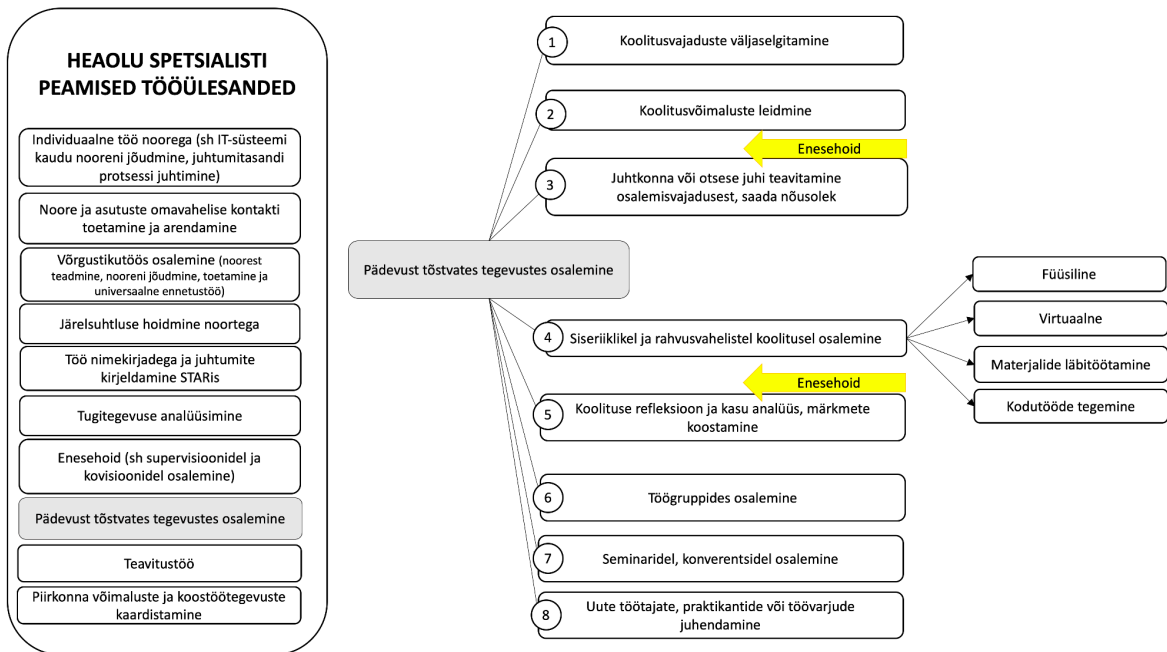 HEAOLU SPETSIALISTI
PEAMISED TÖÖÜLESANDED
Individuaalne töö noorega (sh IT-süsteemi
kaudu nooreni jõudmine, juhtumitasandi
protsessi juhtimine)
Noore ja asutuste omavahelise kontakti
toetamine ja arendamine
Võrgustikutöös osalemine (noorest
teadmine, nooreni jõudmine, toetamine ja
universaalne ennetustöö)
Järelsuhtluse hoidmine noortega
Töö nimekirjadega ja juhtumite
kirjeldamine STARis
Tugitegevuse analüüsimine
Enesehoid (sh supervisioonidel ja
kovisioonidel osalemine)
Pädevust tõstvates tegevustes osalemine
Teavitustöö
Piirkonna võimaluste ja koostöötegevuste
kaardistamine
Pädevust tõstvates tegevustes osalemine
1
Koolitusvajaduste väljaselgitamine
2
Koolitusvõimaluste leidmine
Enesehoid
3
Juhtkonna või otsese juhi teavitamine
osalemisvajadusest, saada nõusolek
4
Siseriiklikel ja rahvusvahelistel koolitusel osalemine
Füüsiline
Virtuaalne
Materjalide läbitöötamine
Kodutööde tegemine
Enesehoid
5
Koolituse refleksioon ja kasu analüüs, märkmete
koostamine
6
Töögruppides osalemine
7
Seminaridel, konverentsidel osalemine
8
Uute töötajate, praktikantide või töövarjude
juhendamine